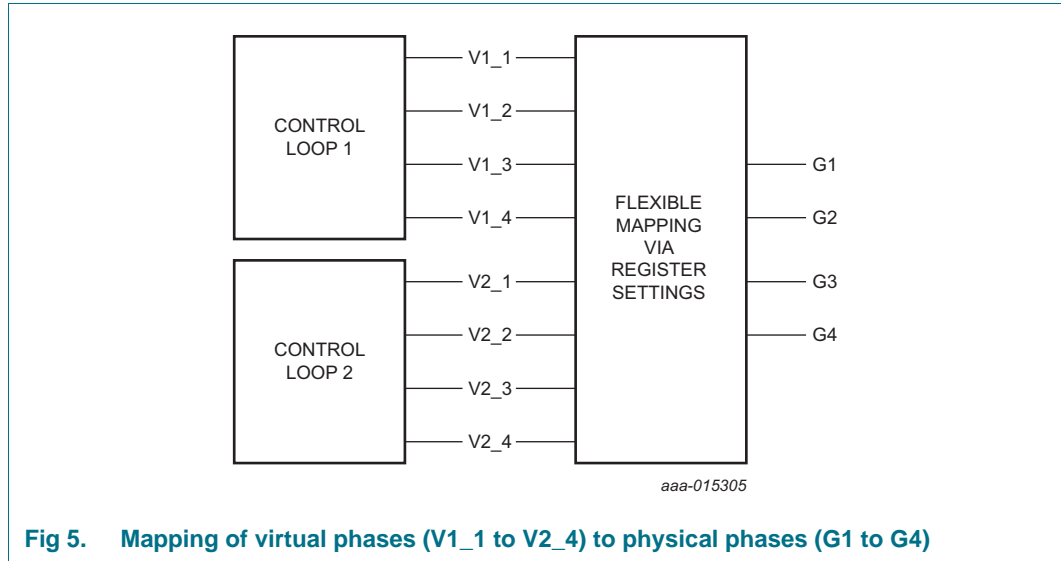 CONTROL
LOOP 1
V1_1
V1_2
V1_3
V1_4
CONTROL
LOOP 2
V2_1
V2_2
V2_3
V2_4
FLEXIBLE
MAPPING
VIA
REGISTER
SETTINGS
G1
G2
G3
G4
aaa-015305
Fig 5. Mapping of virtual phases (V1_1 to V2_4) to physical phases (G1 to G4)